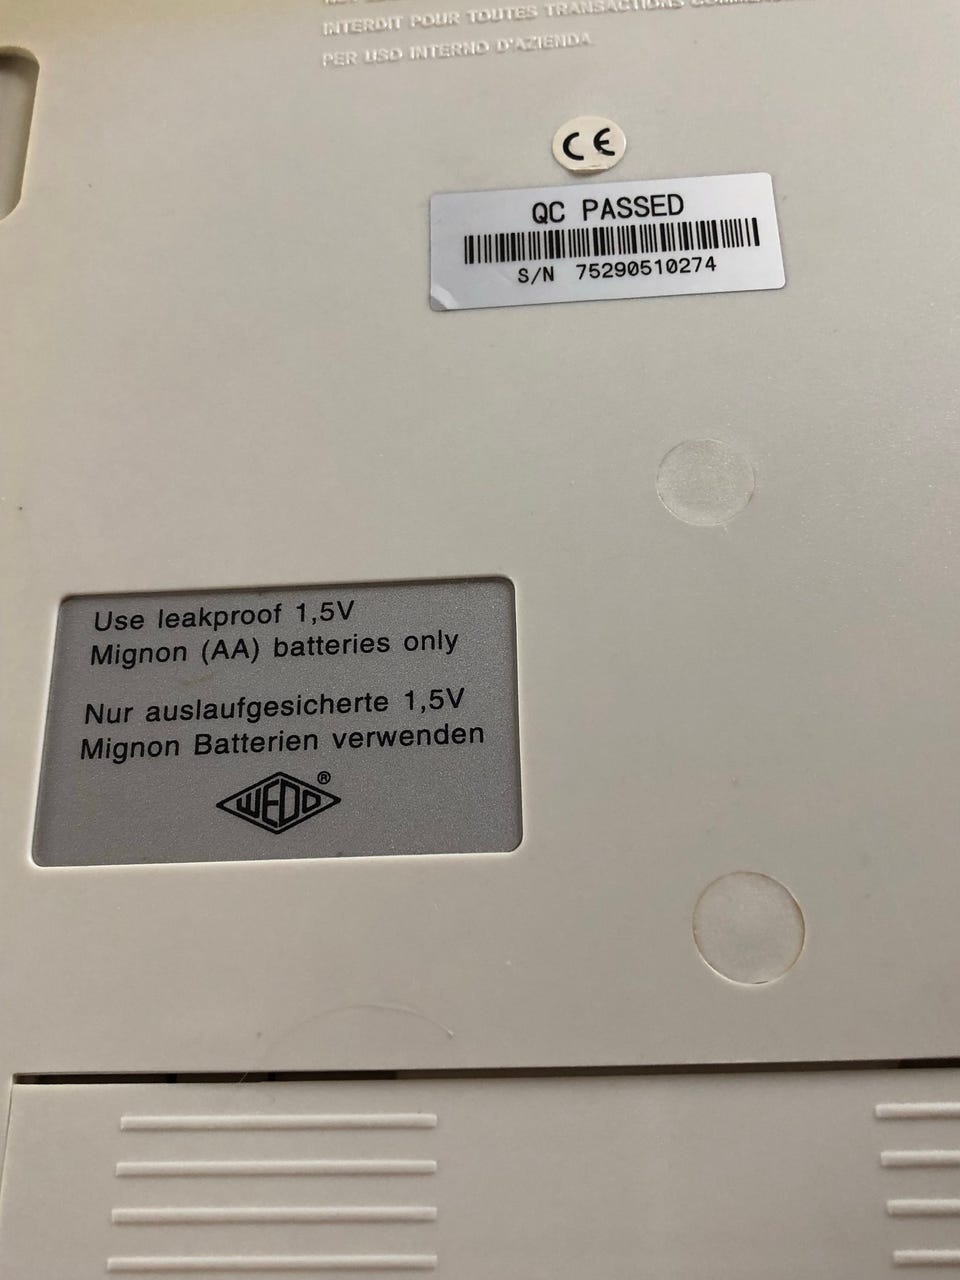 INTERDIT POUR TOUTES TRANSACTIONS
PER USO INTERNO D'AZIENDA
CE
QC PASSED
S/N 75290510274
Use leakproof 1,5V
Mignon (AA) batteries only
Nur auslaufgesicherte 1,5V
Mignon Batterien verwenden
WEDO®